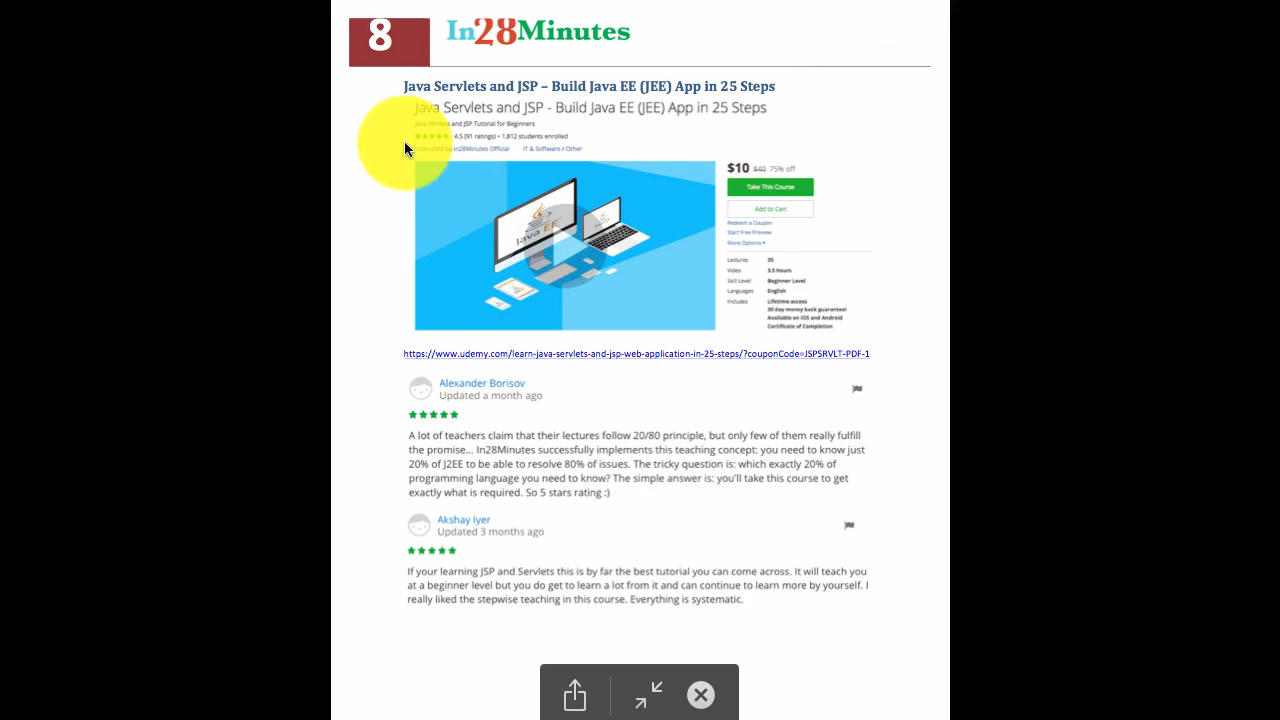 8
In28Minutes
Java Servlets and JSP – Build Java EE (JEE) App in 25 Steps
Java Servlets and JSP - Build Java EE (JEE) App in 25 Steps
Java Servlets and JSP Tutorial for Beginners
4.5 (91 ratings) • 1,812 students enrolled
Instructed by in28Minutes Official IT & Software / Other
$10 $40 75% off
Take This Course
Add to Cart
Redeem a Coupon
Start Free Preview
More Options
Lectures 35
Video 3.5 hours
Skill Level Beginner Level
Languages English
Includes Lifetime access
30 day money back guarantee!
Available on iOS and Android
Certificate of Completion
Java EE
https://www.udemy.com/learn-java-servlets-and-jsp-web-application-in-25-steps/?couponCode=JSPSRVLT-PDF-1
Alexander Borisov
Updated a month ago
A lot of teachers claim that their lectures follow 20/80 principle, but only few of them really fulfill
the promise... In28Minutes successfully implements this teaching concept: you need to know just
20% of J2EE to be able to resolve 80% of issues. The tricky question is: which exactly 20% of
programming language you need to know? The simple answer is: you'll take this course to get
exactly what is required. So 5 stars rating :)
Akshay Iyer
Updated 3 months ago
If your learning JSP and Servlets this is by far the best tutorial you can come across. It will teach you
at a beginner level but you do get to learn a lot from it and can continue to learn more by yourself. I
really liked the stepwise teaching in this course. Everything is systematic.